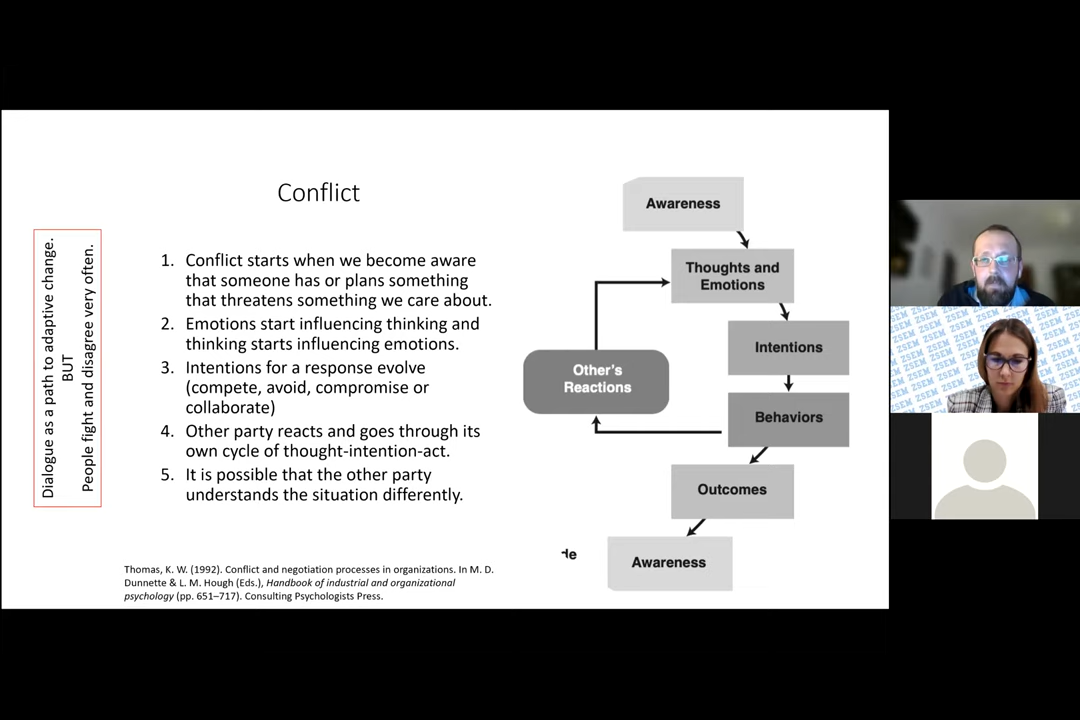 Conflict
Dialogue as a path to adaptive change.
BUT
People fight and disagree very often.
1. Conflict starts when we become aware
that someone has or plans something
that threatens something we care about.
2. Emotions start influencing thinking and
thinking starts influencing emotions.
3. Intentions for a response evolve
(compete, avoid, compromise or
collaborate)
4. Other party reacts and goes through its
own cycle of thought-intention-act.
5. It is possible that the other party
understands the situation differently.
Thomas, K. W. (1992). Conflict and negotiation processes in organizations. In M. D.
Dunnette & L. M. Hough (Eds.), Handbook of industrial and organizational
psychology (pp. 651–717). Consulting Psychologists Press.
Awareness
Thoughts and
Emotions
Intentions
Other's
Reactions
Behaviors
Outcomes
Awareness
ZSEM ZSEM ZSEM